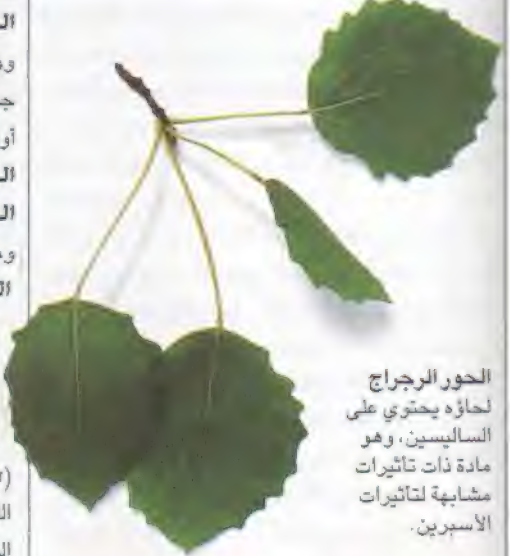 الحور الرجراج
لحاؤه يحتوي على
الساليسين، وهو
مادة ذات تأثيرات
مشابهة لتأثيرات
الأسبرين.